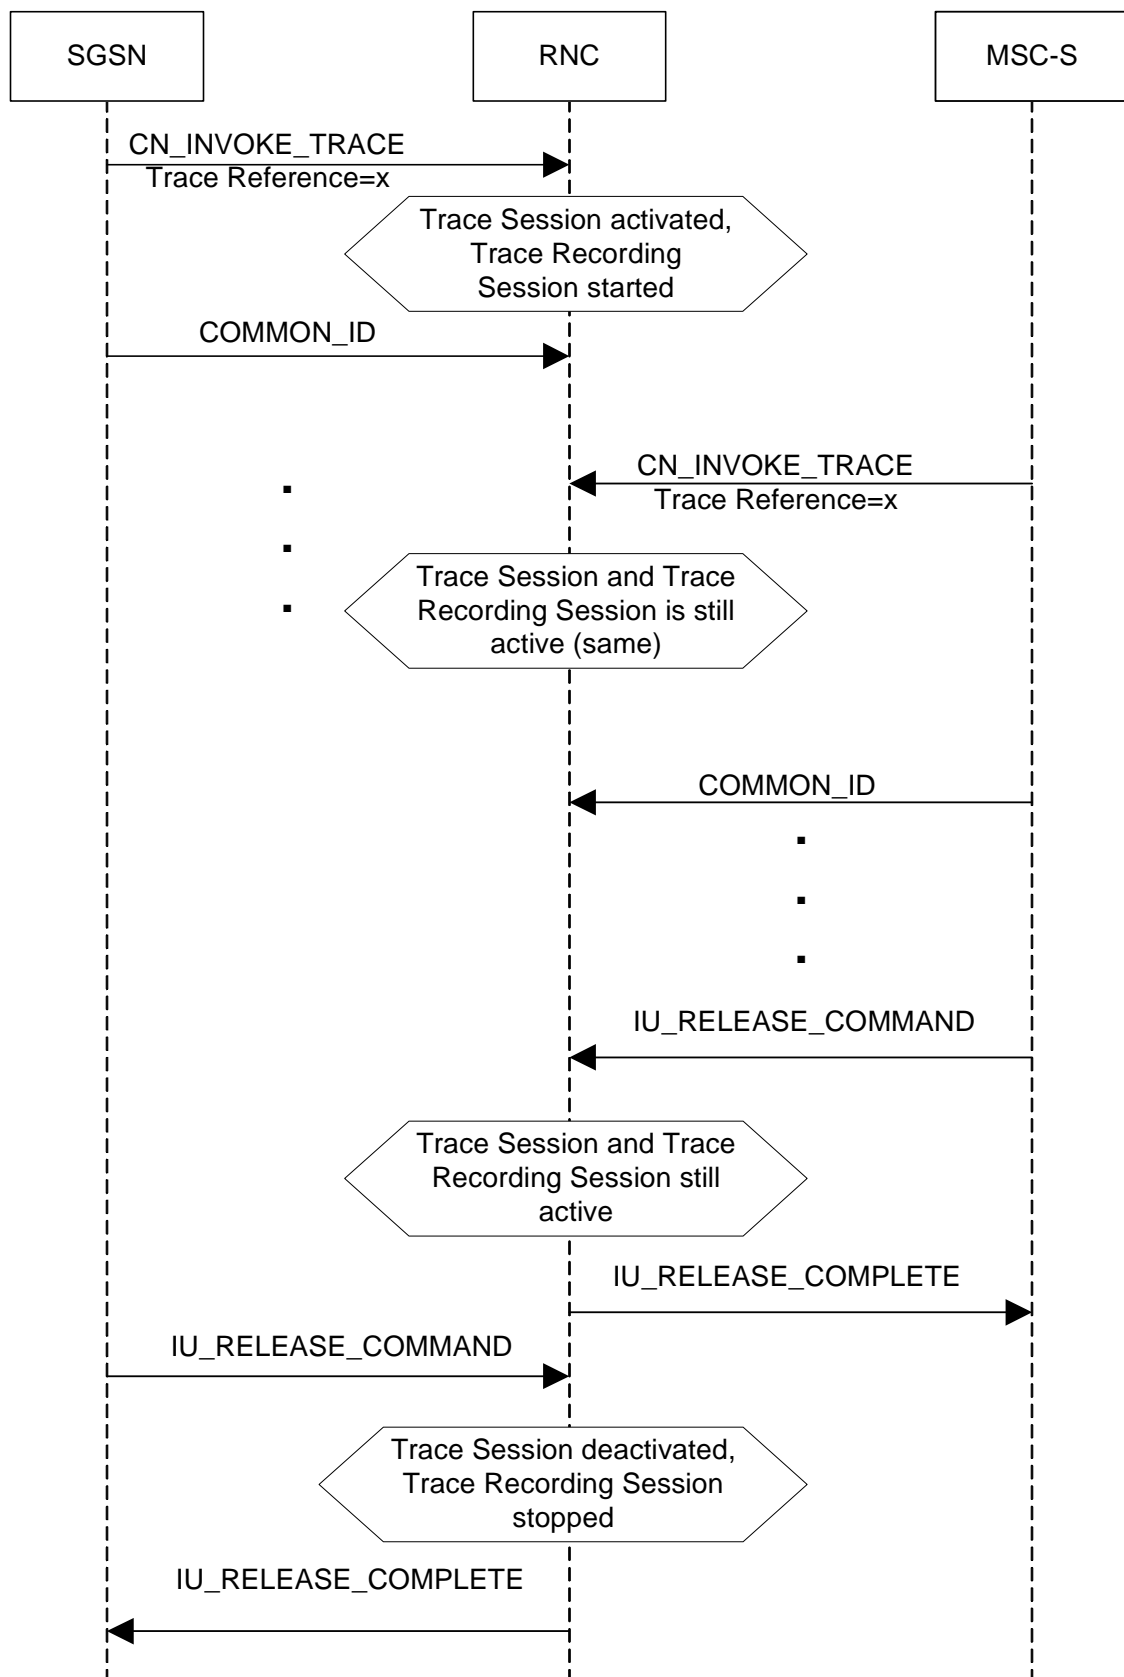 SGSN
RNC
MSC-S
CN_INVOKE_TRACE
Trace Reference=x
Trace Session activated,
Trace Recording
Session started
COMMON_ID
CN_INVOKE_TRACE
Trace Reference=x
Trace Session and Trace
Recording Session is still
active (same)
COMMON_ID
IU_RELEASE_COMMAND
Trace Session and Trace
Recording Session still
active
IU_RELEASE_COMPLETE
IU_RELEASE_COMMAND
Trace Session deactivated,
Trace Recording Session
stopped
IU_RELEASE_COMPLETE